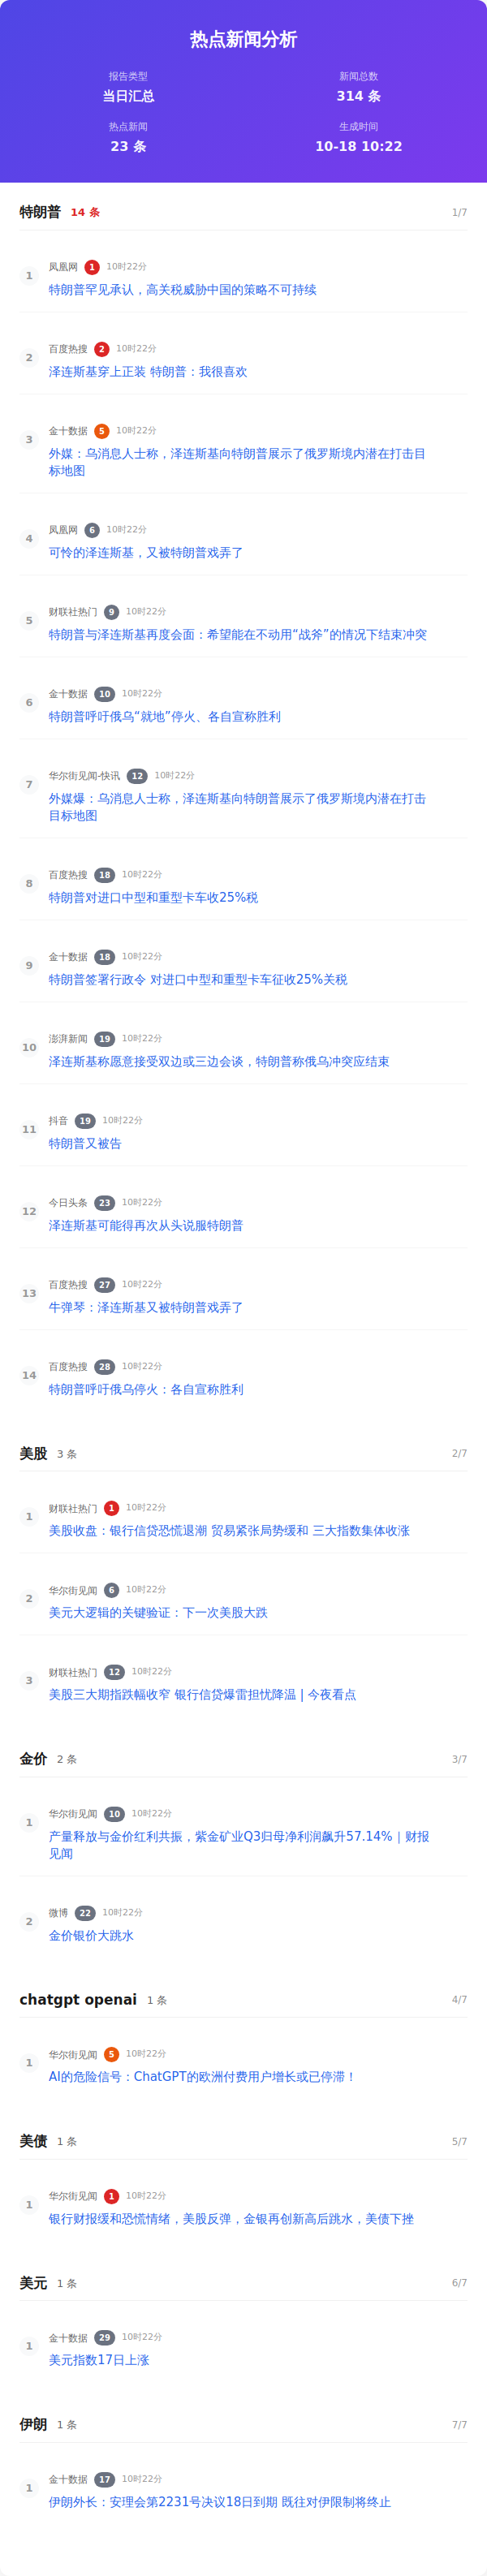 热点新闻分析
报告类型
当日汇总
新闻总数
314 条
热点新闻
23 条
生成时间
10-18 10:22
特朗普 14 条 1/7
1
凤凰网 1 10时22分
特朗普罕见承认，高关税威胁中国的策略不可持续
2
百度热搜 2 10时22分
泽连斯基穿上正装 特朗普：我很喜欢
3
金十数据 5 10时22分
外媒：乌消息人士称，泽连斯基向特朗普展示了俄罗斯境内潜在打击目
标地图
4
凤凰网 6 10时22分
可怜的泽连斯基，又被特朗普戏弄了
5
财联社热门 9 10时22分
特朗普与泽连斯基再度会面：希望能在不动用“战斧”的情况下结束冲突
6
金十数据 10 10时22分
特朗普呼吁俄乌“就地”停火、各自宣称胜利
7
华尔街见闻-快讯 12 10时22分
外媒爆：乌消息人士称，泽连斯基向特朗普展示了俄罗斯境内潜在打击
目标地图
8
百度热搜 18 10时22分
特朗普对进口中型和重型卡车收25%税
9
金十数据 18 10时22分
特朗普签署行政令 对进口中型和重型卡车征收25%关税
10
澎湃新闻 19 10时22分
泽连斯基称愿意接受双边或三边会谈，特朗普称俄乌冲突应结束
11
抖音 19 10时22分
特朗普又被告
12
今日头条 23 10时22分
泽连斯基可能得再次从头说服特朗普
13
百度热搜 27 10时22分
牛弹琴：泽连斯基又被特朗普戏弄了
14
百度热搜 28 10时22分
特朗普呼吁俄乌停火：各自宣称胜利
美股 3 条 2/7
1
财联社热门 1 10时22分
美股收盘：银行信贷恐慌退潮 贸易紧张局势缓和 三大指数集体收涨
2
华尔街见闻 6 10时22分
美元大逻辑的关键验证：下一次美股大跌
3
财联社热门 12 10时22分
美股三大期指跌幅收窄 银行信贷爆雷担忧降温 | 今夜看点
金价 2 条 3/7
1
华尔街见闻 10 10时22分
产量释放与金价红利共振，紫金矿业Q3归母净利润飙升57.14%｜财报
见闻
2
微博 22 10时22分
金价银价大跳水
chatgpt openai 1 条 4/7
1
华尔街见闻 5 10时22分
AI的危险信号：ChatGPT的欧洲付费用户增长或已停滞！
美债 1 条 5/7
1
华尔街见闻 1 10时22分
银行财报缓和恐慌情绪，美股反弹，金银再创新高后跳水，美债下挫
美元 1 条 6/7
1
金十数据 29 10时22分
美元指数17日上涨
伊朗 1 条 7/7
1
金十数据 17 10时22分
伊朗外长：安理会第2231号决议18日到期 既往对伊限制将终止